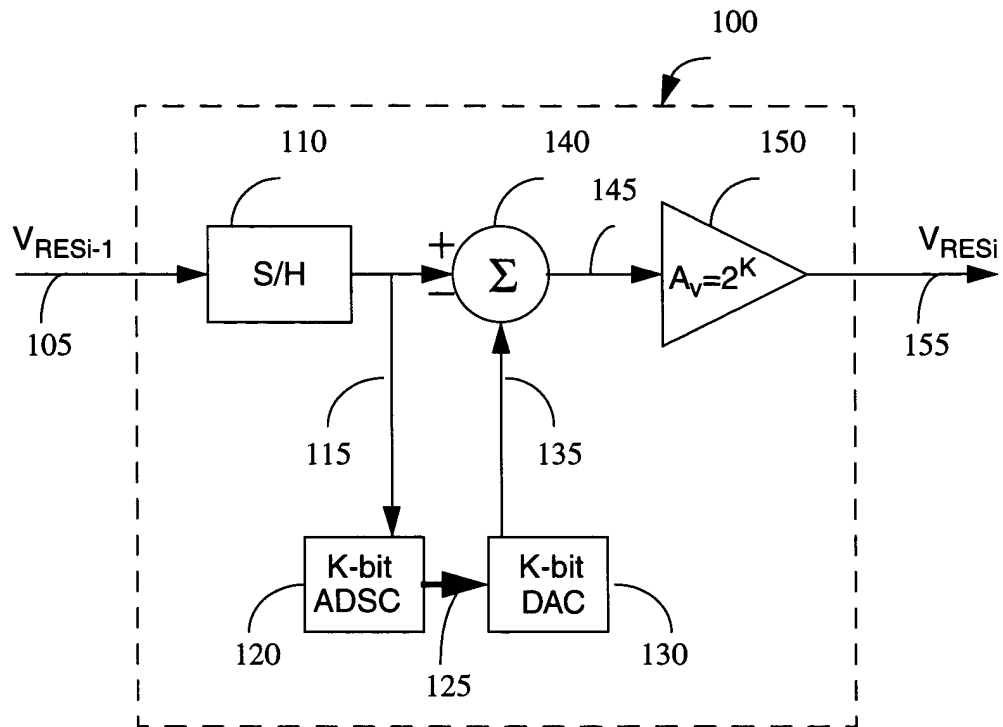 100
110
140
150
145
V_RESi-1
+
−
S/H
Σ
A_V=2^K
V_RESi
105
155
115
135
K-bit
ADSC
K-bit
DAC
120
125
130